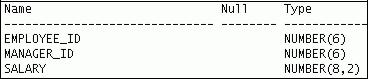 Name Null Type
------------------------------ -------- --------------------
EMPLOYEE_ID NUMBER(6)
MANAGER_ID NUMBER(6)
SALARY NUMBER(8,2)